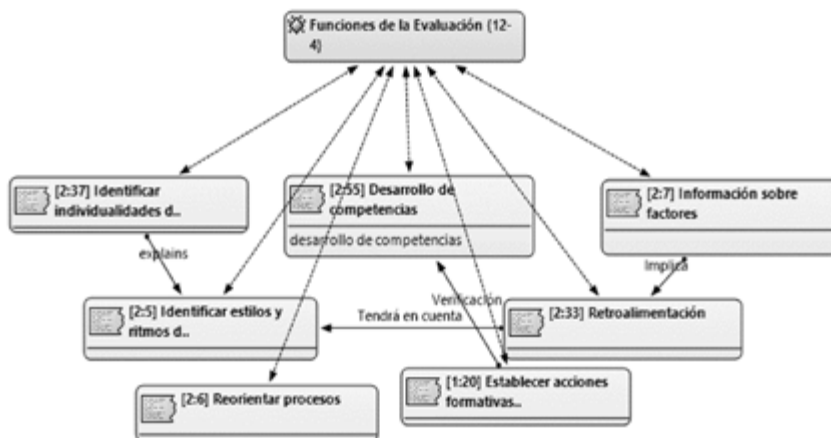 Funciones de la Evaluación (12-
4)
[2:37] Identificar
individualidades d..
[2:55] Desarrollo de
competencias
desarrollo de competencias
[2:7] Información sobre
factores
explains
Implica
Verificación
[2:5] Identificar estilos y
ritmos d..
Tendrá en cuenta
[2:33] Retroalimentación
[2:6] Reorientar procesos
[1:20] Establecer acciones
formativas..